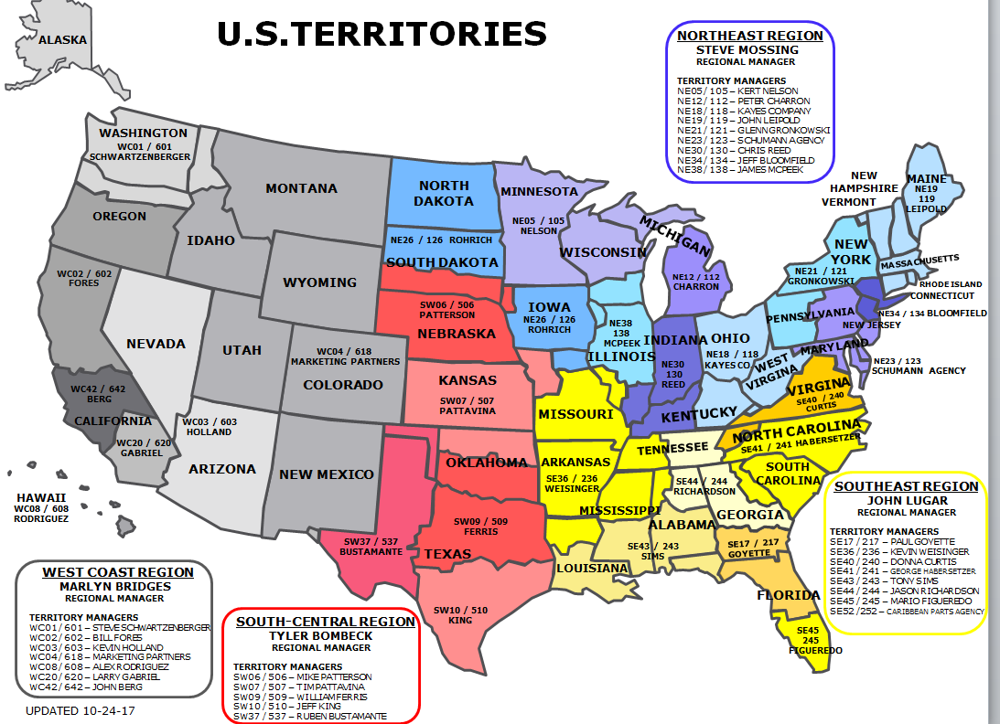 U.S.TERRITORIES
ALASKA
NORTHEAST REGION
STEVE MOSSING
REGIONAL MANAGER
TERRITORY MANAGERS
NE05 / 105 – KERT NELSON
NE12 / 112 – PETER CHARRON
NE18 / 118 – KAYES COMPANY
NE19 / 119 – JOHN LEIPOLD
NE21 / 121 – GLENN GRONKOWSKI
NE23 / 123 – SCHUMANN AGENCY
NE30 / 130 – CHRIS REED
NE34 / 134 – JEFF BLOOMFIELD
NE38 / 138 – JAMES MCPEEK
WASHINGTON
WC01 / 601
SCHWARTZENBERGER
MONTANA
NORTH
DAKOTA
MINNESOTA
NE05 / 105
NELSON
NEW
HAMPSHIRE
VERMONT
MAINE
NE19
119
LEIPOLD
OREGON
IDAHO
NE26 / 126 ROHRICH
SOUTH DAKOTA
WISCONSIN
MICHIGAN
NE12 / 112
CHARRON
NEW
YORK
NE21 / 121
GRONKOWSKI
MASSACHUSETTS
RHODE ISLAND
CONNECTICUT
WC02 / 602
FORES
WYOMING
SW06 / 506
PATTERSON
NEBRASKA
IOWA
NE26 / 126
ROHRICH
NE38
138
MCPEEK
ILLINOIS
INDIANA
NE30
130
REED
OHIO
NE18 / 118
KAYES CO
PENNSYLVANIA
NE34 / 134 BLOOMFIELD
NEW JERSEY
MARYLAND
NE23 / 123
SCHUMANN AGENCY
NEVADA
UTAH
WC04 / 618
MARKETING PARTNERS
COLORADO
KANSAS
SW07 / 507
PATTAVINA
MISSOURI
KENTUCKY
WEST
VIRGINIA
VIRGINA
SE40 / 240
CURTIS
WC42 / 642
BERG
CALIFORNIA
WC20 / 620
GABRIEL
WC03 / 603
HOLLAND
ARIZONA
NEW MEXICO
OKLAHOMA
ARKANSAS
SE36 / 236
WEISINGER
TENNESSEE
NORTH CAROLINA
SE41 / 241 HABERSETZER
SOUTH
CAROLINA
HAWAII
WC08 / 608
RODRIGUEZ
SW37 / 537
BUSTAMANTE
SW09 / 509
FERRIS
TEXAS
SW10 / 510
KING
LOUISIANA
MISSISSIPPI
SE43 / 243
SIMS
SE44 / 244
RICHARDSON
ALABAMA
GEORGIA
SE17 / 217
GOYETTE
FLORIDA
SE45
245
FIGUEREDO
SOUTHEAST REGION
JOHN LUGAR
REGIONAL MANAGER
TERRITORY MANAGERS
SE17 / 217 – PAUL GOYETTE
SE36 / 236 – KEVIN WEISINGER
SE40 / 240 – DONNA CURTIS
SE41 / 241 – GEORGE HABERSETZER
SE43 / 243 – TONY SIMS
SE44 / 244 – JASON RICHARDSON
SE45 / 245 – MARIO FIGUEREDO
SE52 /252 – CARIBBEAN PARTS AGENCY
WEST COAST REGION
MARLYN BRIDGES
REGIONAL MANAGER
TERRITORY MANAGERS
WC01 / 601 – STEVE SCHWARTZENBERGER
WC02 / 602 – BILL FORES
WC03 / 603 – KEVIN HOLLAND
WC04 / 618 – MARKETING PARTNERS
WC08 / 608 – ALEX RODRIGUEZ
WC20 / 620 – LARRY GABRIEL
WC42 / 642 – JOHN BERG
SOUTH-CENTRAL REGION
TYLER BOMBECK
REGIONAL MANAGER
TERRITORY MANAGERS
SW06 / 506 – MIKE PATTERSON
SW07 / 507 – TIM PATTAVINA
SW09 / 509 – WILLIAM FERRIS
SW10 / 510 – JEFF KING
SW37 / 537 – RUBEN BUSTAMANTE
UPDATED 10-24-17